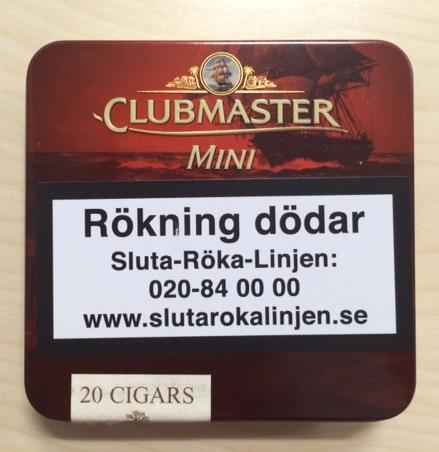 CLUBMASTER
MINI
Rökning dödar
Sluta-Röka-Linjen:
020-84 00 00
www.slutarokalinjen.se
20 CIGARS